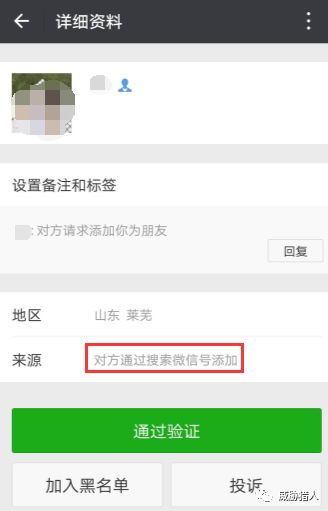 详细资料
设置备注和标签
: 对方请求添加你为朋友
回复
地区 山东 莱芜
来源 对方通过搜索微信号添加
通过验证
加入黑名单 投诉
威胁猎人